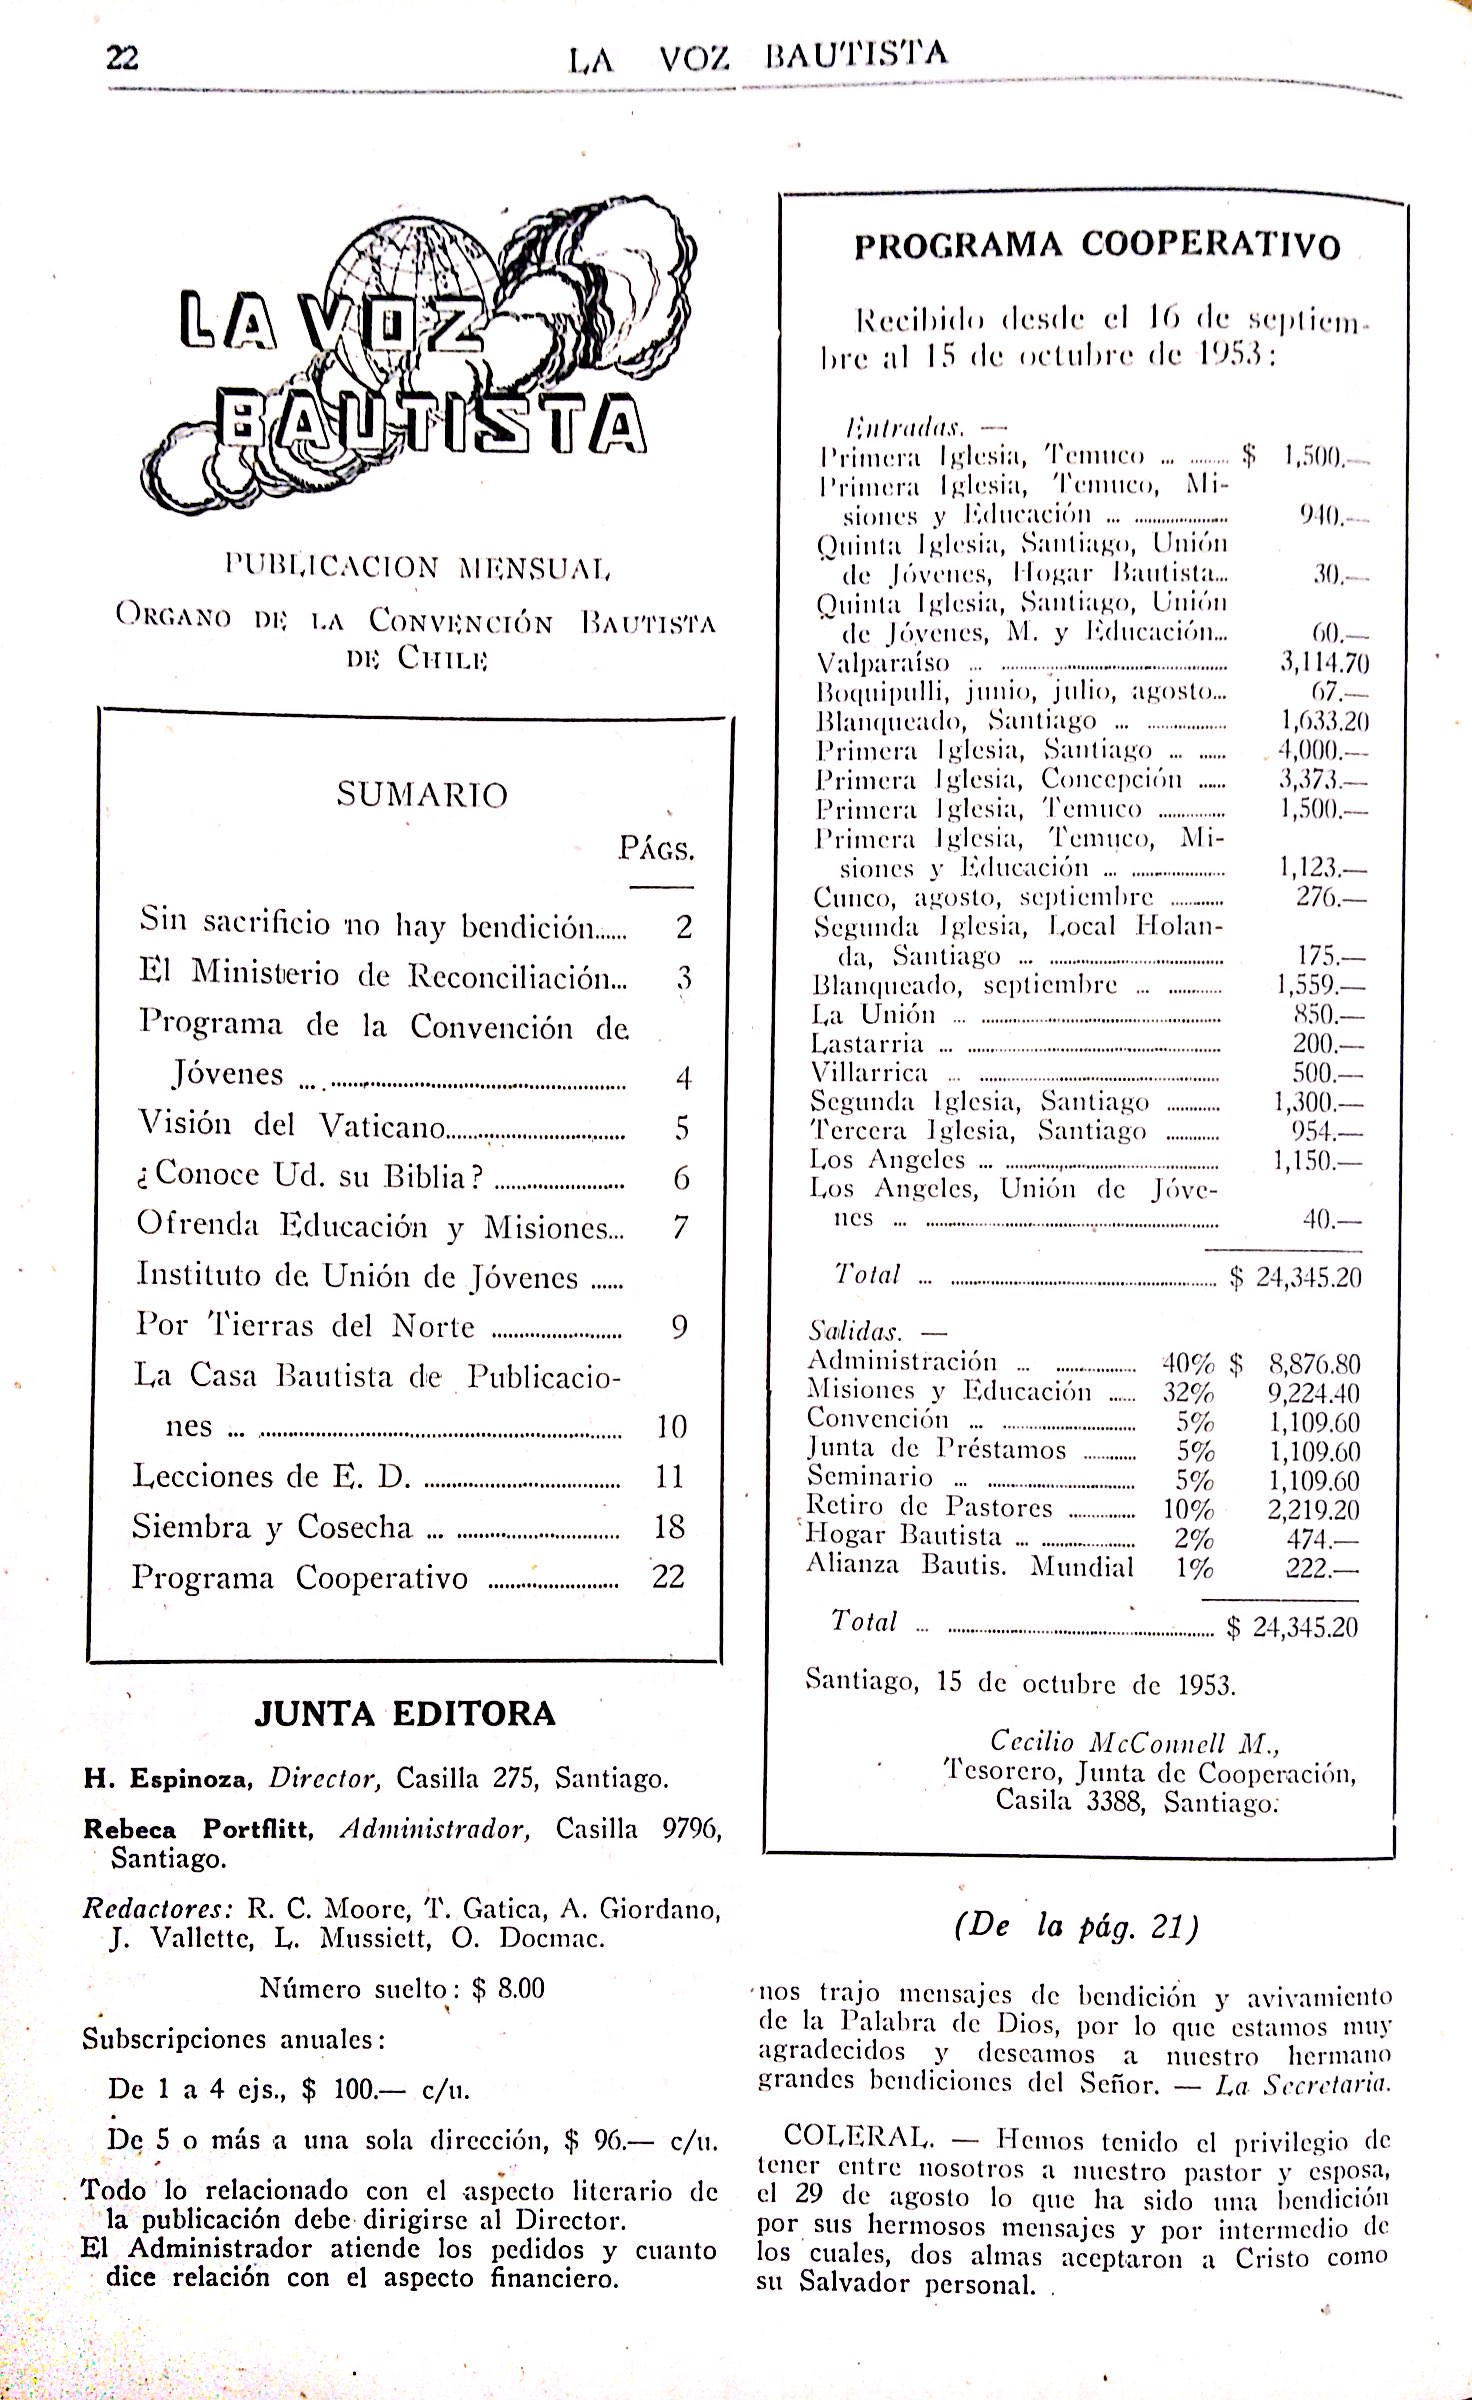 22
LA VOZ BAUTISTA
LA VOZ
BAUTISTA
PUBLICACION MENSUAL
ORGANO DE LA CONVENCIÓN BAUTISTA
DE CHILE
SUMARIO
PÁGS.
Sin sacrificio no hay bendición...... 2
El Ministerio de Reconciliación... 3
Programa de la Convención de
Jóvenes ... ........ 4
Visión del Vaticano........ 5
¿Conoce Ud. su Biblia? ........ 6
Ofrenda Educación y Misiones... 7
Instituto de Unión de Jóvenes ......
Por Tierras del Norte ........ 9
La Casa Bautista de Publicacio-
nes ... ........ 10
Lecciones de E. D. ........ 11
Siembra y Cosecha ... ........ 18
Programa Cooperativo ........ 22
JUNTA EDITORA
H. Espinoza, Director, Casilla 275, Santiago.
Rebeca Portflitt, Administrador, Casilla 9796,
Santiago.
Redactores: R. C. Moore, T. Gatica, A. Giordano,
J. Vallette, L. Mussiett, O. Docmac.
Número suelto: $ 8.00
Subscripciones anuales:
De 1 a 4 ejs., $ 100.— c/u.
De 5 o más a una sola dirección, $ 96.— c/u.
Todo lo relacionado con el aspecto literario de
la publicación debe dirigirse al Director.
El Administrador atiende los pedidos y cuanto
dice relación con el aspecto financiero.
PROGRAMA COOPERATIVO
Recibido desde el 16 de septiem-
bre al 15 de octubre de 1953:
Entradas. —
Primera Iglesia, Temuco ... ........ $ 1,500.—
Primera Iglesia, Temuco, Mi-
siones y Educación ... ........ 940.—
Quinta Iglesia, Santiago, Unión
de Jóvenes, Hogar Bautista... 30.—
Quinta Iglesia, Santiago, Unión
de Jóvenes, M. y Educación... 60.—
Valparaíso ... ........ 3,114.70
Boquipulli, junio, julio, agosto... 67.—
Blanqueado, Santiago ... ........ 1,633.20
Primera Iglesia, Santiago ... ...... 4,000.—
Primera Iglesia, Concepción ...... 3,373.—
Primera Iglesia, Temuco ........ 1,500.—
Primera Iglesia, Temuco, Mi-
siones y Educación ... ........ 1,123.—
Cunco, agosto, septiembre ........ 276.—
Segunda Iglesia, Local Holan-
da, Santiago ... ........ 175.—
Blanqueado, septiembre ... ........ 1,559.—
La Unión ... ........ 850.—
Lastarria ... ........ 200.—
Villarrica ... ........ 500.—
Segunda Iglesia, Santiago ........ 1,300.—
Tercera Iglesia, Santiago ........ 954.—
Los Angeles ... ........ 1,150.—
Los Angeles, Unión de Jóve-
nes ... ........ 40.—
Total ... ........ $ 24,345.20
Salidas. —
Administración ... ........ 40% $ 8,876.80
Misiones y Educación ...... 32% 9,224.40
Convención ... ........ 5% 1,109.60
Junta de Préstamos ........ 5% 1,109.60
Seminario ... ........ 5% 1,109.60
Retiro de Pastores ........ 10% 2,219.20
Hogar Bautista ... ........ 2% 474.—
Alianza Bautis. Mundial 1% 222.—
Total ... ........ $ 24,345.20
Santiago, 15 de octubre de 1953.
Cecilio McConnell M.,
Tesorero, Junta de Cooperación,
Casila 3388, Santiago.
(De la pág. 21)
nos trajo mensajes de bendición y avivamiento
de la Palabra de Dios, por lo que estamos muy
agradecidos y deseamos a nuestro hermano
grandes bendiciones del Señor. — La Secretaria.
COLERAL. — Hemos tenido el privilegio de
tener entre nosotros a nuestro pastor y esposa,
el 29 de agosto lo que ha sido una bendición
por sus hermosos mensajes y por intermedio de
los cuales, dos almas aceptaron a Cristo como
su Salvador personal.